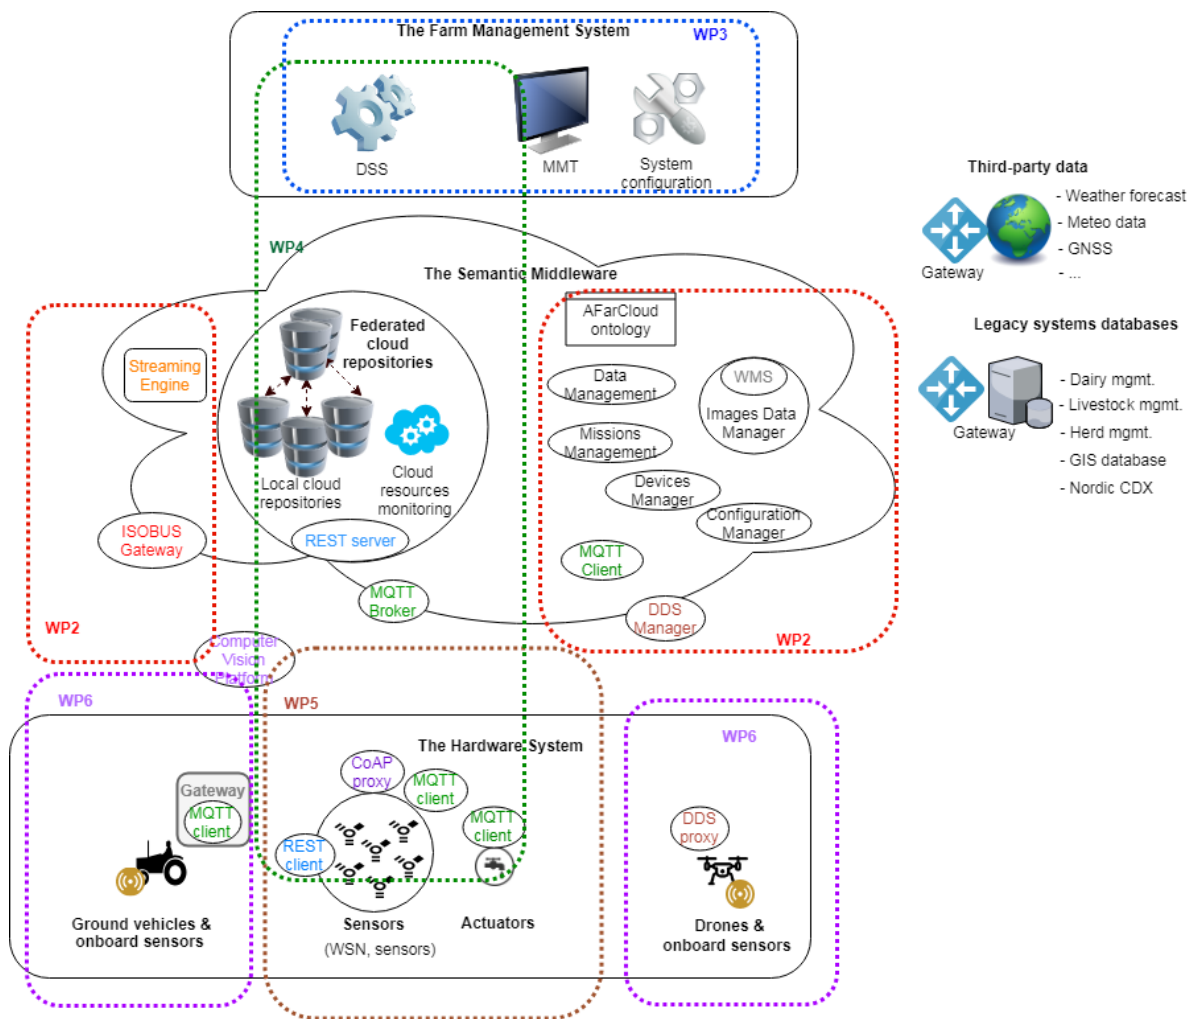 The Farm Management System
WP3
DSS
MMT
System
configuration
WP4
The Semantic Middleware
Streaming
Engine
Federated
cloud
repositories
Local cloud
repositories
Cloud
resources
monitoring
ISOBUS
Gateway
REST server
MQTT
Broker
AFarCloud
ontology
Data
Management
WMS
Images Data
Manager
Missions
Management
Devices
Manager
Configuration
Manager
MQTT
Client
DDS
Manager
WP2
WP2
Computer
Vision
Platform
WP6
WP5
WP6
The Hardware System
Gateway
MQTT
client
CoAP
proxy
MQTT
client
MQTT
client
REST
client
DDS
proxy
Ground vehicles &
onboard sensors
Sensors
(WSN, sensors)
Actuators
Drones &
onboard sensors
Third-party data
Gateway
- Weather forecast
- Meteo data
- GNSS
- ...
Legacy systems databases
Gateway
- Dairy mgmt.
- Livestock mgmt.
- Herd mgmt.
- GIS database
- Nordic CDX